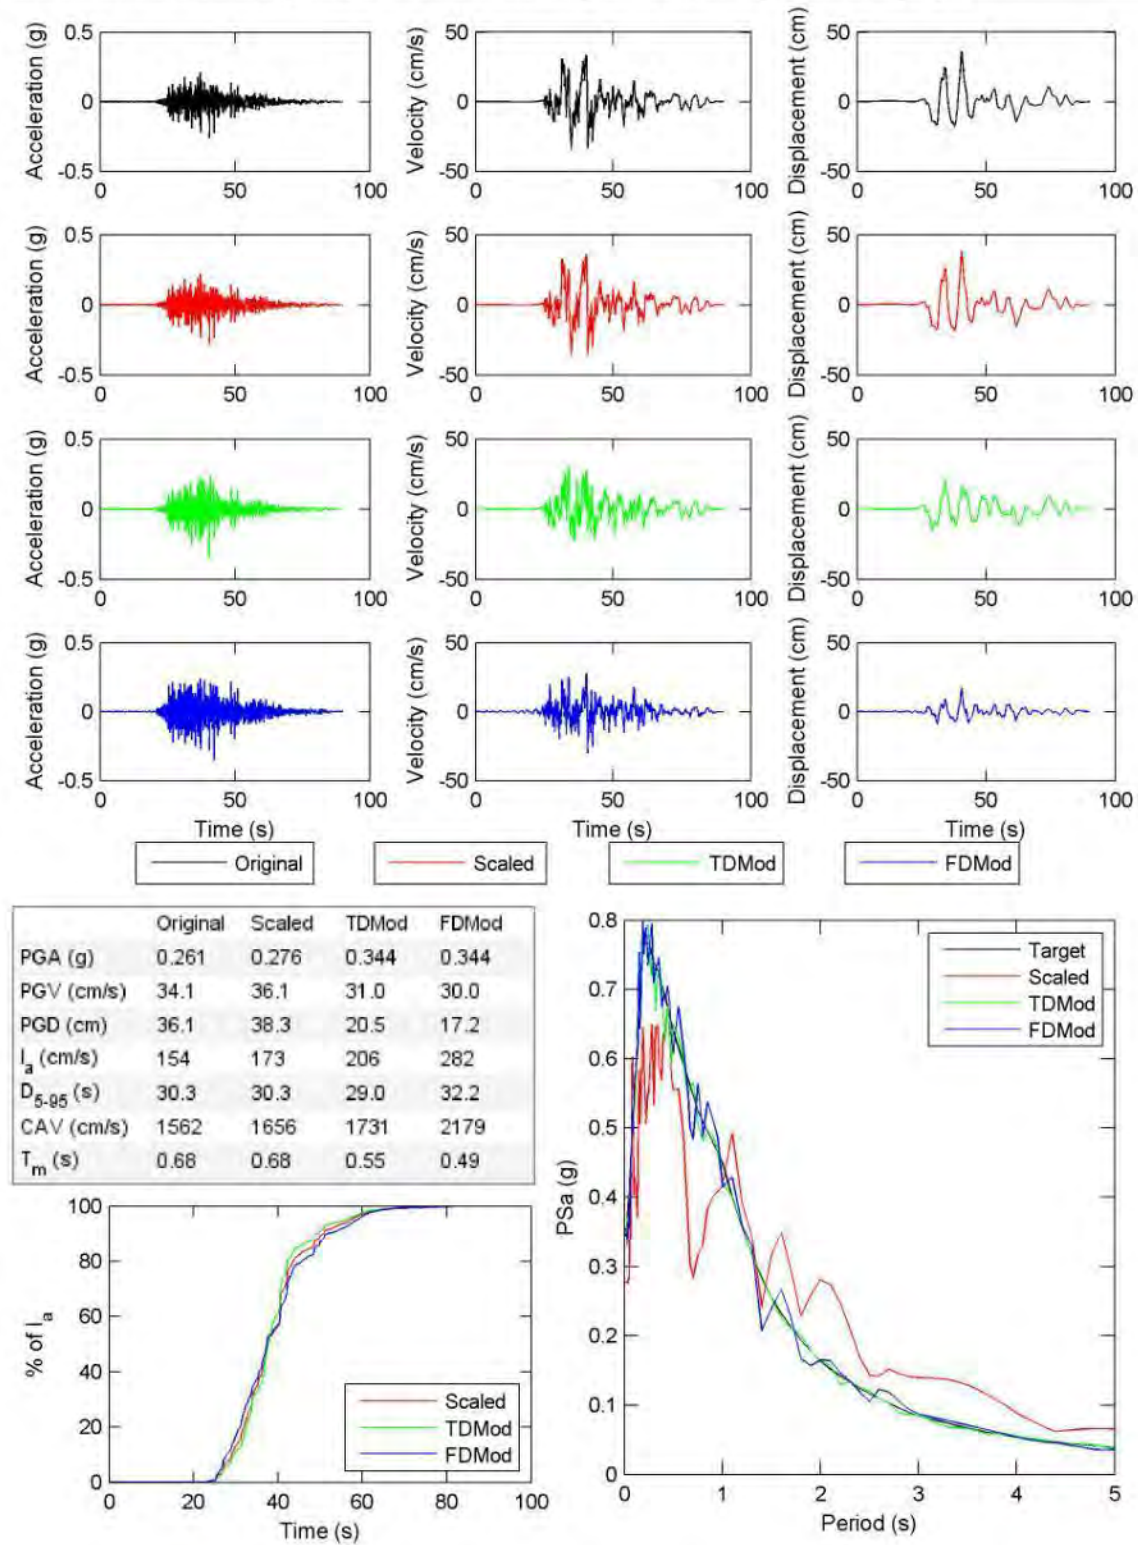 Acceleration (g)
0.5
0
-0.5
0 50 100
Velocity (cm/s)
50
0
-50
0 50 100
Displacement (cm)
50
0
-50
0 50 100
Acceleration (g)
0.5
0
-0.5
0 50 100
Velocity (cm/s)
50
0
-50
0 50 100
Displacement (cm)
50
0
-50
0 50 100
Acceleration (g)
0.5
0
-0.5
0 50 100
Velocity (cm/s)
50
0
-50
0 50 100
Displacement (cm)
50
0
-50
0 50 100
Acceleration (g)
0.5
0
-0.5
0 50 100
Time (s)
Velocity (cm/s)
50
0
-50
0 50 100
Time (s)
Displacement (cm)
50
0
-50
0 50 100
Time (s)
Original
Scaled
TDMod
FDMod
Original Scaled TDMod FDMod
PGA (g) 0.261 0.276 0.344 0.344
PGV (cm/s) 34.1 36.1 31.0 30.0
PGD (cm) 36.1 38.3 20.5 17.2
Ia (cm/s) 154 173 206 282
D5-95 (s) 30.3 30.3 29.0 32.2
CAV (cm/s) 1562 1656 1731 2179
Tm (s) 0.68 0.68 0.55 0.49
% of Ia
100
80
60
40
20
0
0 20 40 60 80 100
Time (s)
Scaled
TDMod
FDMod
PSa (g)
0.8
0.7
0.6
0.5
0.4
0.3
0.2
0.1
0
0 1 2 3 4 5
Period (s)
Target
Scaled
TDMod
FDMod